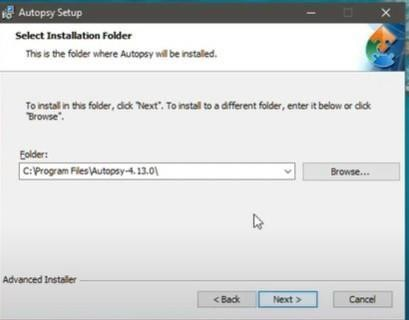 Autopsy Setup
Select Installation Folder
This is the folder where Autopsy will be installed.
To install in this folder, click "Next". To install to a different folder, enter it below or click
"Browse".
Folder:
C:\Program Files\Autopsy-4.13.0\
Browse...
Advanced Installer
< Back
Next >
Cancel